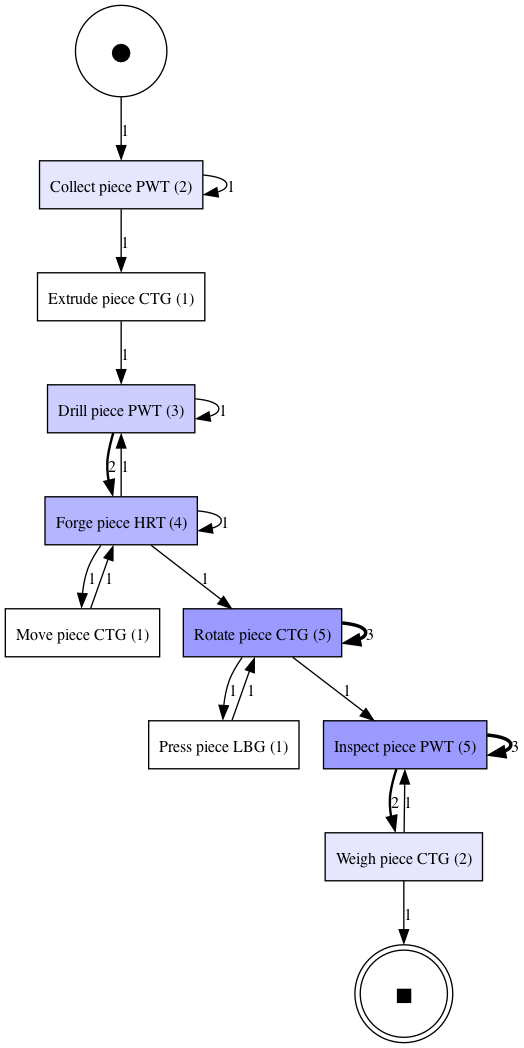 1
Collect piece PWT (2)
1
1
Extrude piece CTG (1)
1
Drill piece PWT (3)
1
2
1
Forge piece HRT (4)
1
1
1
1
Move piece CTG (1)
Rotate piece CTG (5)
3
1
1
1
Press piece LBG (1)
Inspect piece PWT (5)
3
2
1
Weigh piece CTG (2)
1